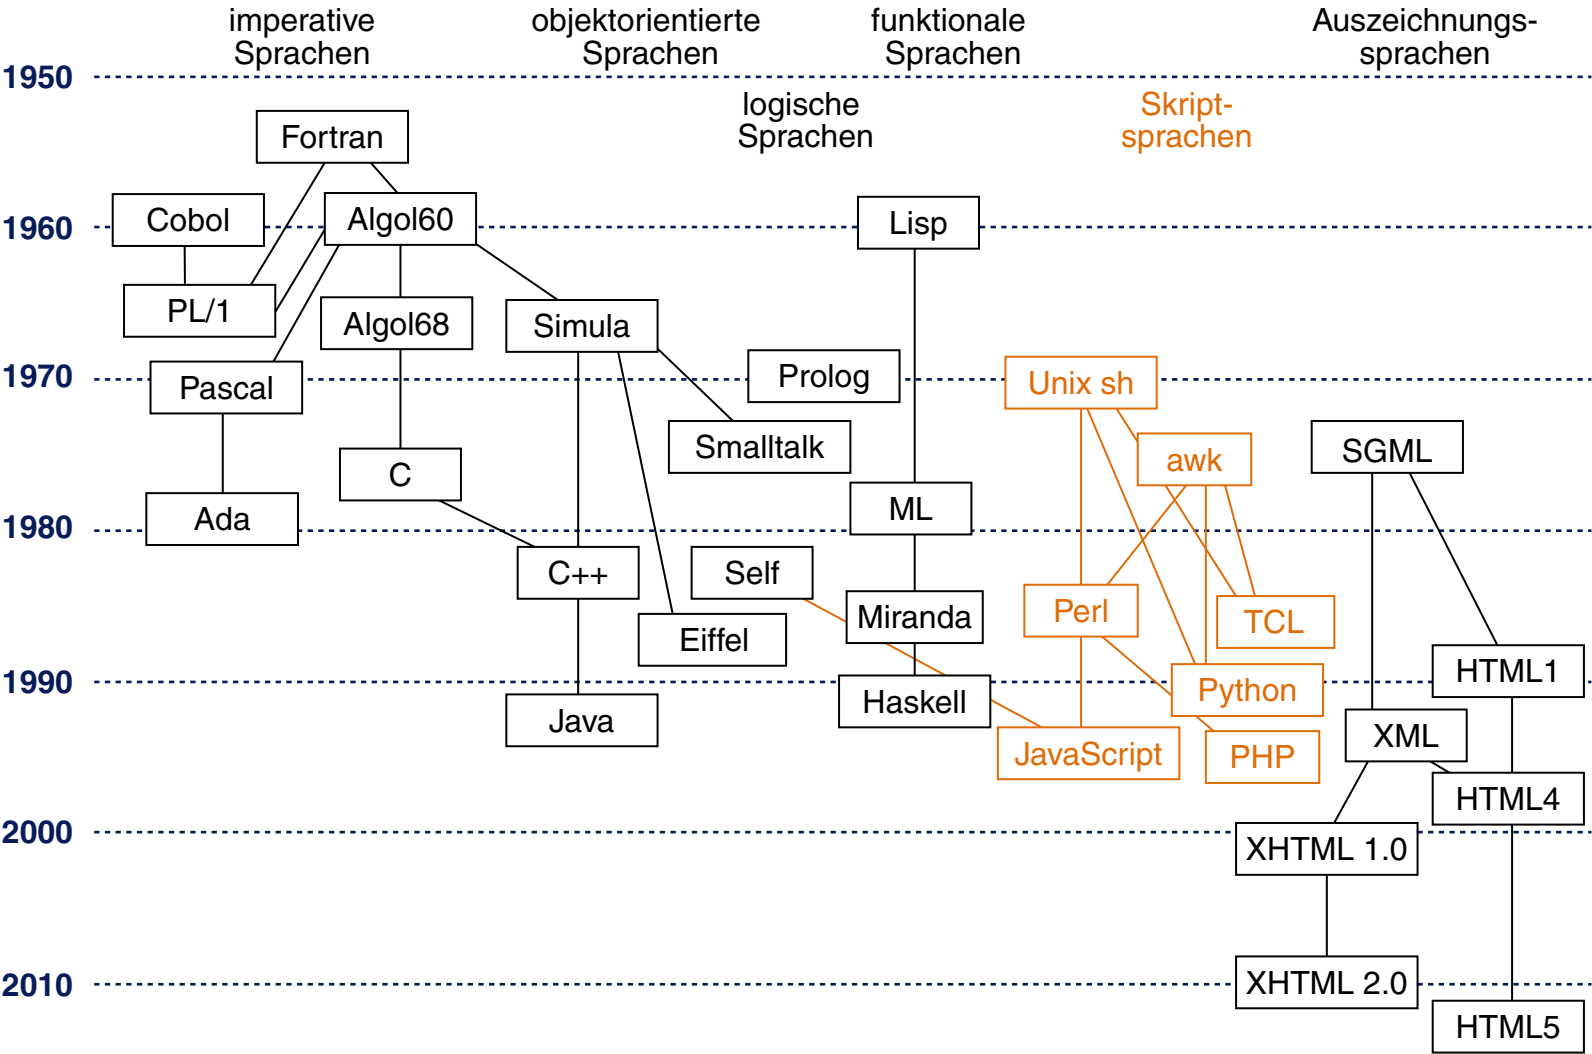 imperative
Sprachen
objektorientierte
Sprachen
funktionale
Sprachen
Auszeichnungs-
sprachen
1950
logische
Sprachen
Skript-
sprachen
Fortran
Cobol
Algol60
Lisp
1960
PL/1
Algol68
Simula
1970
Pascal
Prolog
Unix sh
Smalltalk
awk
SGML
C
Ada
ML
1980
C++
Self
Miranda
Perl
TCL
Eiffel
HTML1
1990
Haskell
Python
Java
JavaScript
PHP
XML
HTML4
2000
XHTML 1.0
2010
XHTML 2.0
HTML5